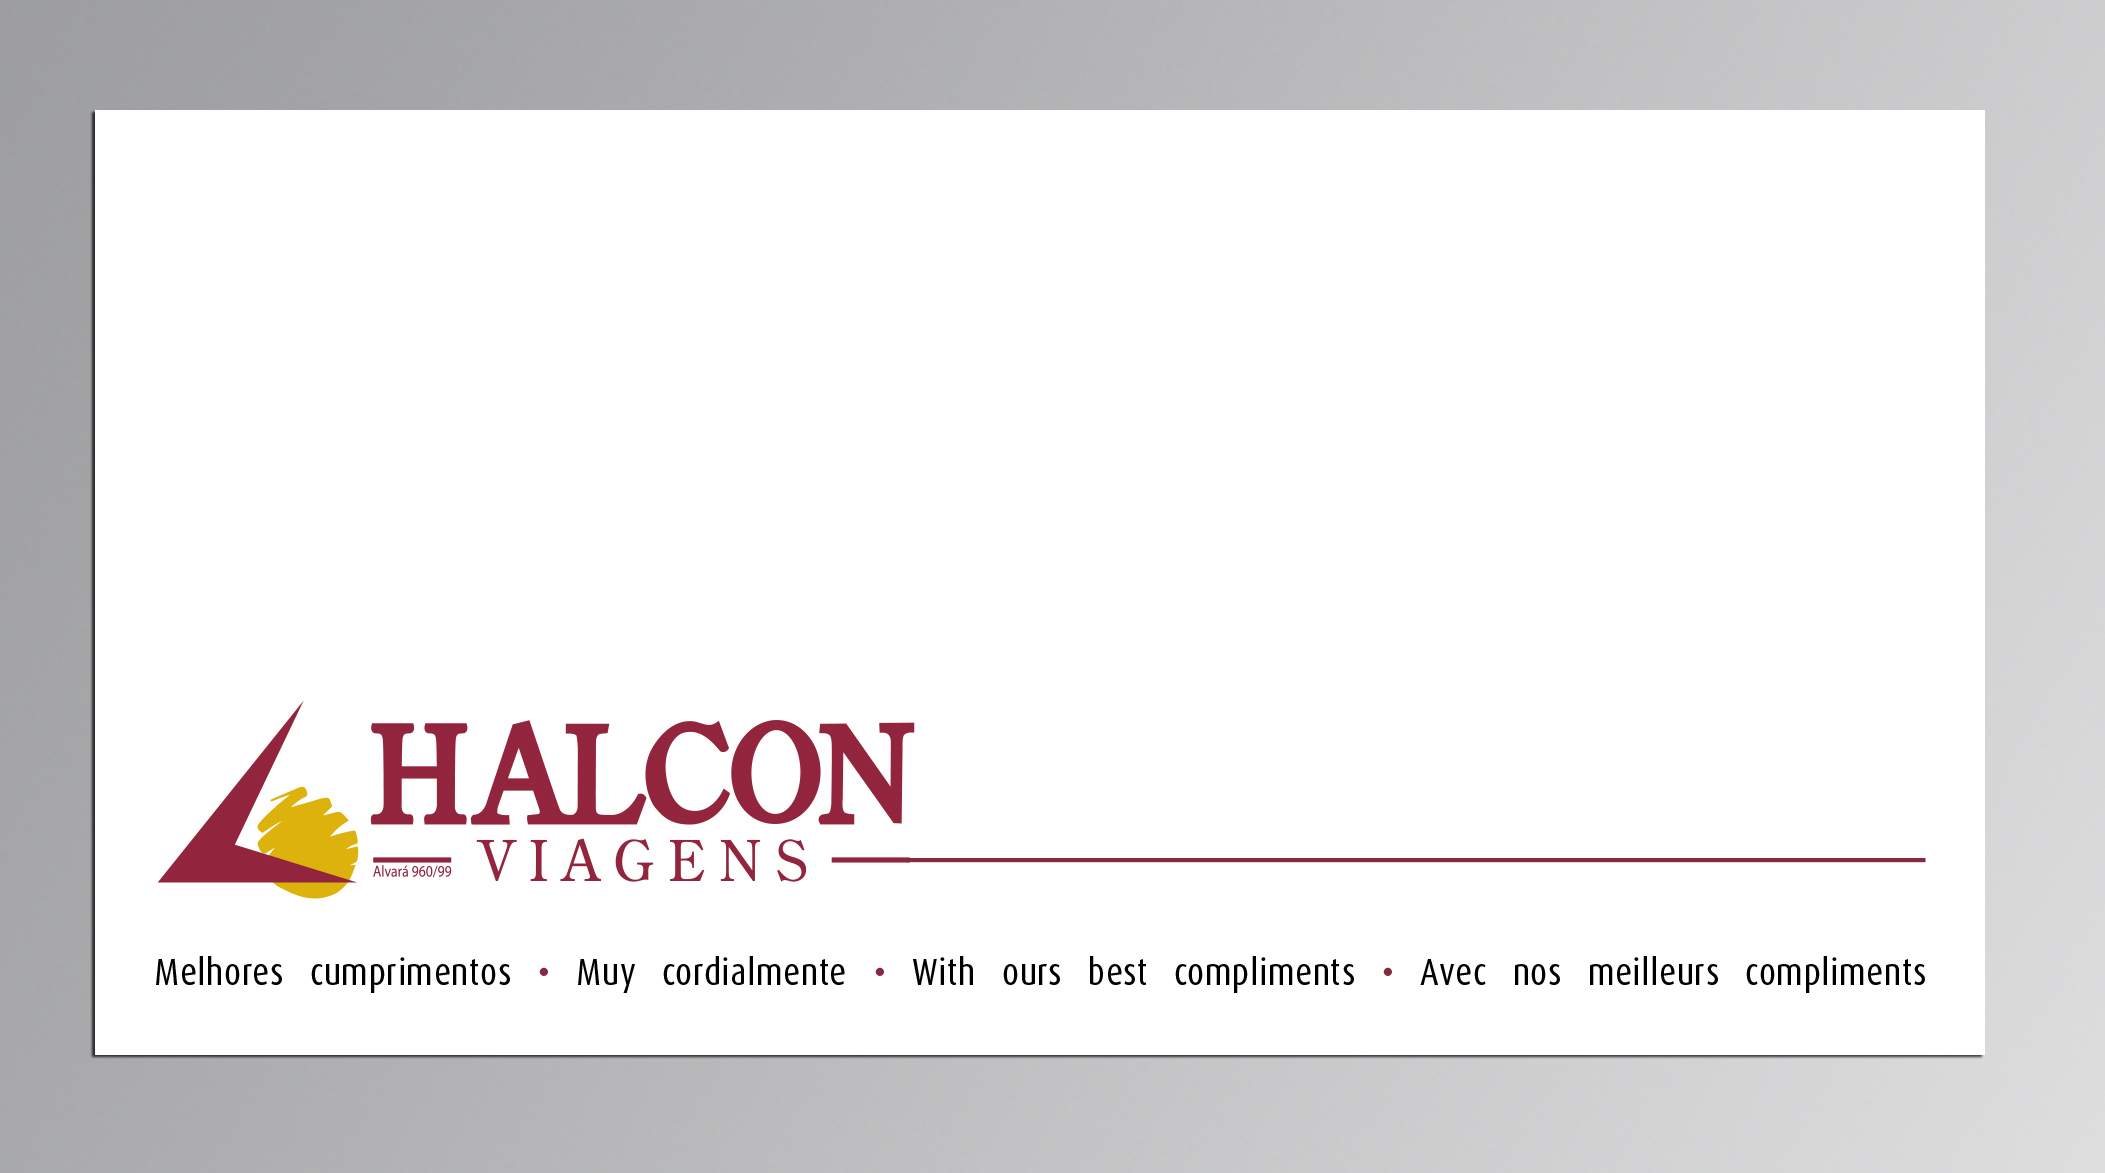 HALCON
Alvará 960/99 VIAGENS
Melhores cumprimentos • Muy cordialmente • With ours best compliments • Avec nos meilleurs compliments